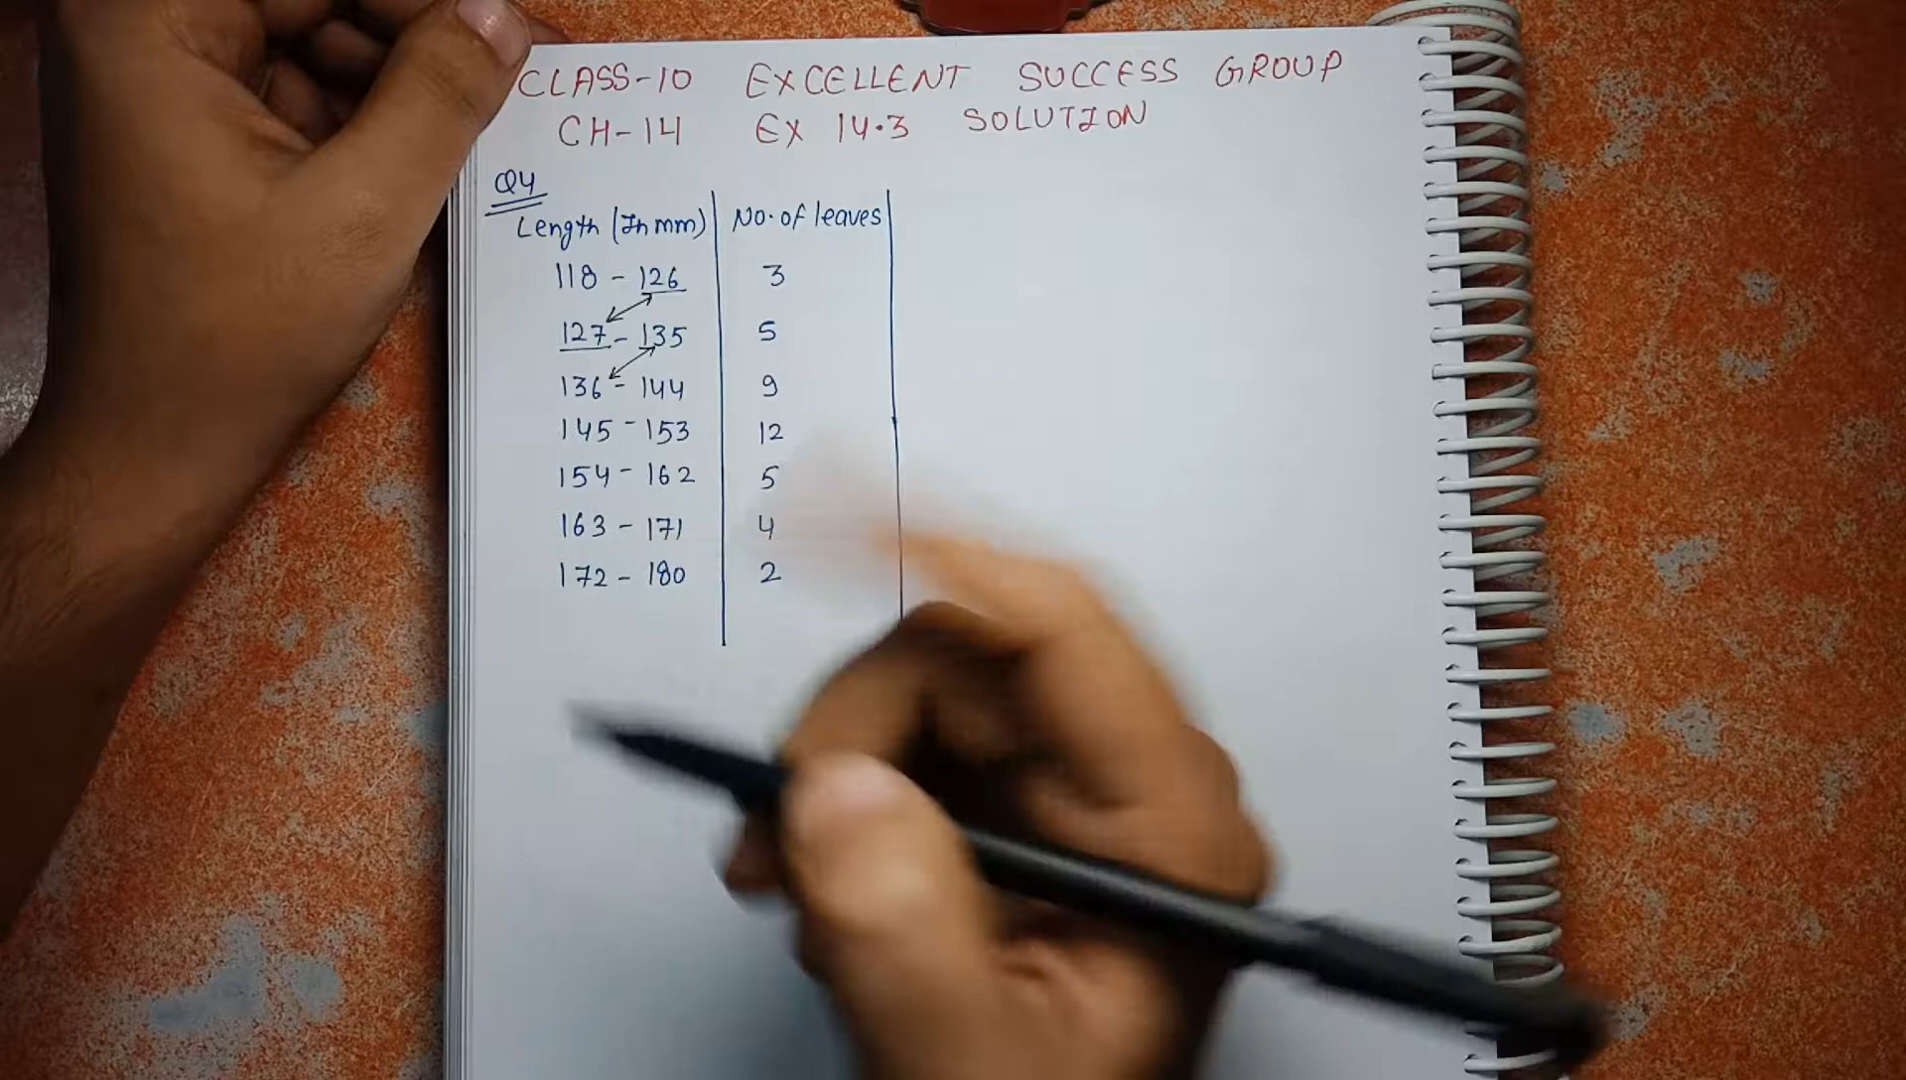 CLASS-10 EXCELLENT SUCCESS GROUP
CH-14 EX 14.3 SOLUTION
Q4
Length (In mm) No. of leaves
118 - 126 3
127 - 135 5
136 - 144 9
145 - 153 12
154 - 162 5
163 - 171 4
172 - 180 2